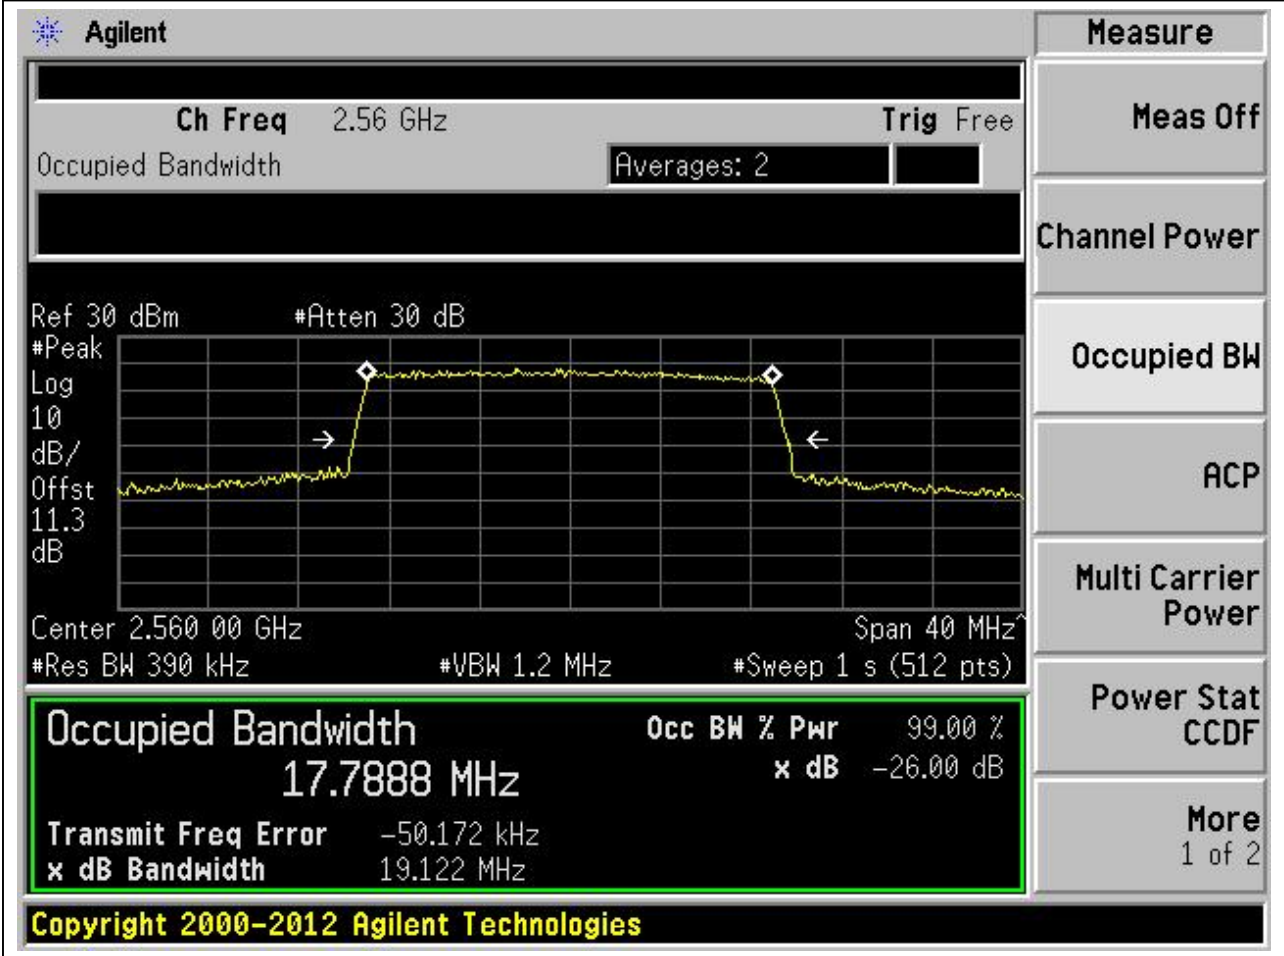 Agilent
Measure
Ch Freq 2.56 GHz Trig Free
Occupied Bandwidth Averages: 2
Meas Off
Channel Power
Occupied BW
ACP
Multi Carrier
Power
Power Stat
CCDF
More
1 of 2
Ref 30 dBm #Atten 30 dB
#Peak
Log
10
dB/
Offst
11.3
dB
Center 2.560 00 GHz Span 40 MHz^
#Res BW 390 kHz #VBW 1.2 MHz #Sweep 1 s (512 pts)
Occupied Bandwidth Occ BW % Pwr 99.00 %
17.7888 MHz x dB -26.00 dB
Transmit Freq Error -50.172 kHz
x dB Bandwidth 19.122 MHz
Copyright 2000-2012 Agilent Technologies